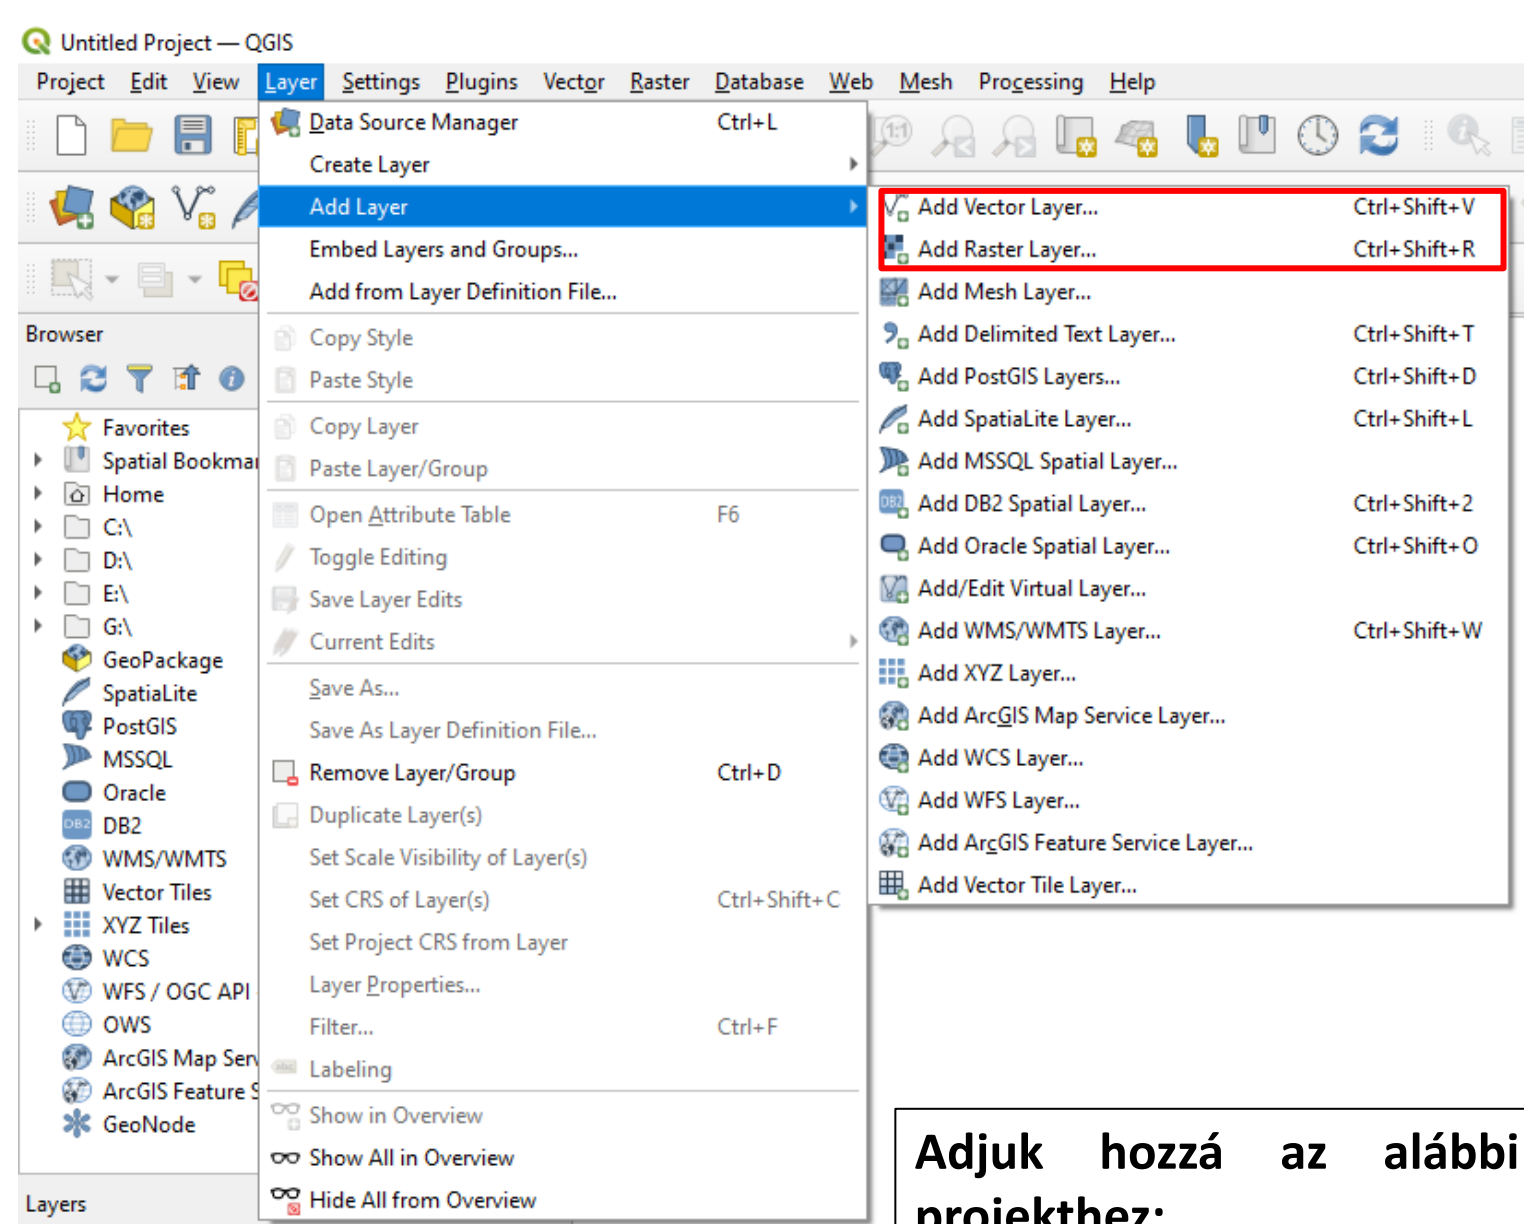 Untitled Project — QGIS
Project Edit View Layer Settings Plugins Vector Raster Database Web Mesh Processing Help
Data Source Manager Ctrl+L
Create Layer
Add Layer
Embed Layers and Groups...
Add from Layer Definition File...
Copy Style
Paste Style
Copy Layer
Paste Layer/Group
Open Attribute Table F6
Toggle Editing
Save Layer Edits
Current Edits
Save As...
Save As Layer Definition File...
Remove Layer/Group Ctrl+D
Duplicate Layer(s)
Set Scale Visibility of Layer(s)
Set CRS of Layer(s) Ctrl+Shift+C
Set Project CRS from Layer
Layer Properties...
Filter... Ctrl+F
Labeling
Show in Overview
Show All in Overview
Hide All from Overview
Add Vector Layer... Ctrl+Shift+V
Add Raster Layer... Ctrl+Shift+R
Add Mesh Layer...
Add Delimited Text Layer... Ctrl+Shift+T
Add PostGIS Layers... Ctrl+Shift+D
Add SpatiaLite Layer... Ctrl+Shift+L
Add MSSQL Spatial Layer...
Add DB2 Spatial Layer... Ctrl+Shift+2
Add Oracle Spatial Layer... Ctrl+Shift+O
Add/Edit Virtual Layer...
Add WMS/WMTS Layer... Ctrl+Shift+W
Add XYZ Layer...
Add ArcGIS Map Service Layer...
Add WCS Layer...
Add WFS Layer...
Add ArcGIS Feature Service Layer...
Add Vector Tile Layer...
Browser
Favorites
Spatial Bookmar
Home
C:\
D:\
E:\
G:\
GeoPackage
SpatiaLite
PostGIS
MSSQL
Oracle
DB2
WMS/WMTS
Vector Tiles
XYZ Tiles
WCS
WFS / OGC API
OWS
ArcGIS Map Serv
ArcGIS Feature S
GeoNode
Layers
Adjuk hozzá az alábbi
projekthez: